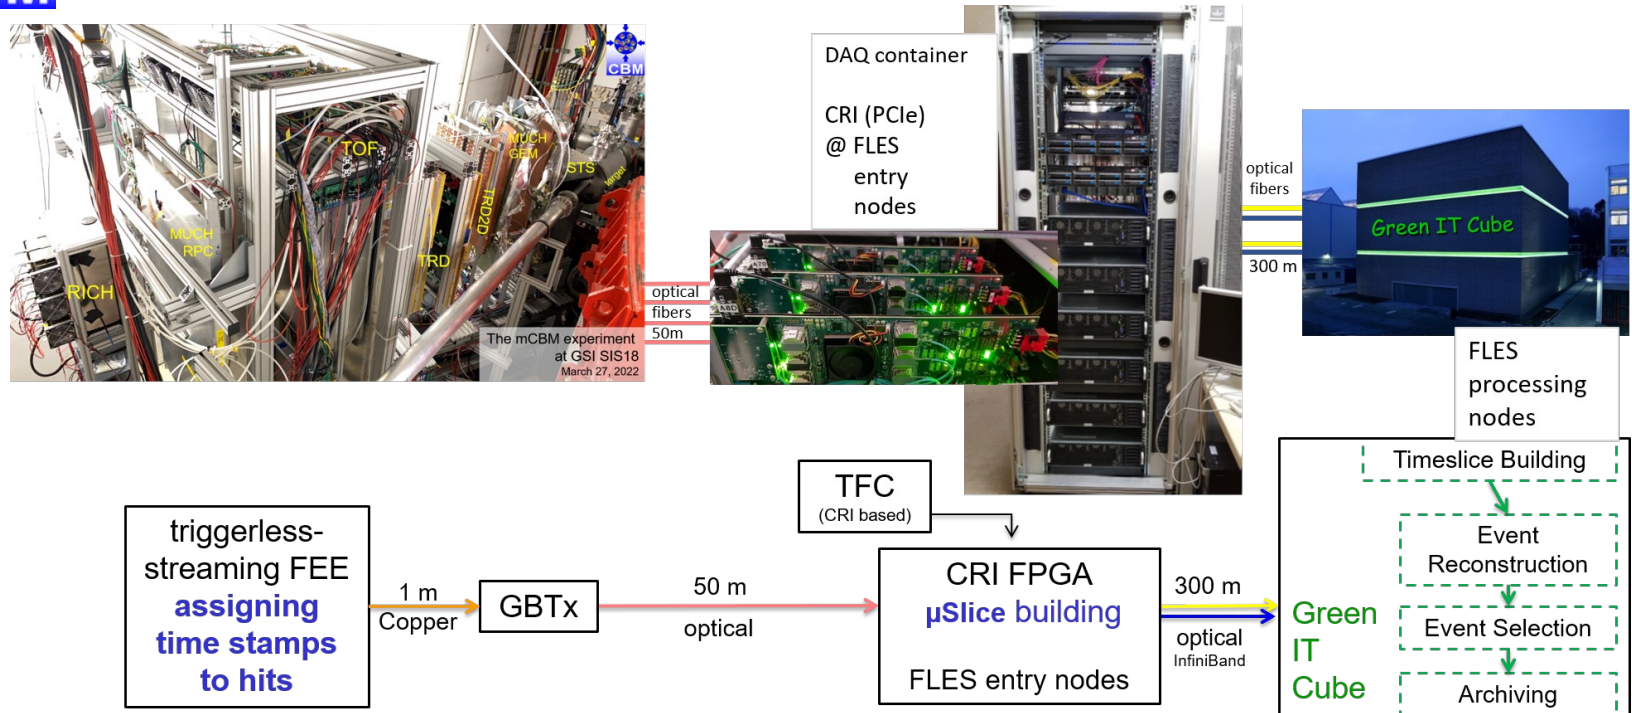 M
CBM
TOF
MUCH
GEM
STS
target
TRD2D
MUCH
RPC
TRD
RICH
The mCBM experiment
at GSI SIS18
March 27, 2022
optical
fibers
50m
DAQ container
CRI (PCIe)
@ FLES
entry
nodes
A8D
optical
fibers
300 m
Green IT Cube
FLES
processing
nodes
triggerless-
streaming FEE
assigning
time stamps
to hits
1 m
Copper
GBTx
50 m
optical
TFC
(CRI based)
CRI FPGA
µSlice building
FLES entry nodes
300 m
optical
InfiniBand
Green
IT
Cube
Timeslice Building
Event
Reconstruction
Event Selection
Archiving